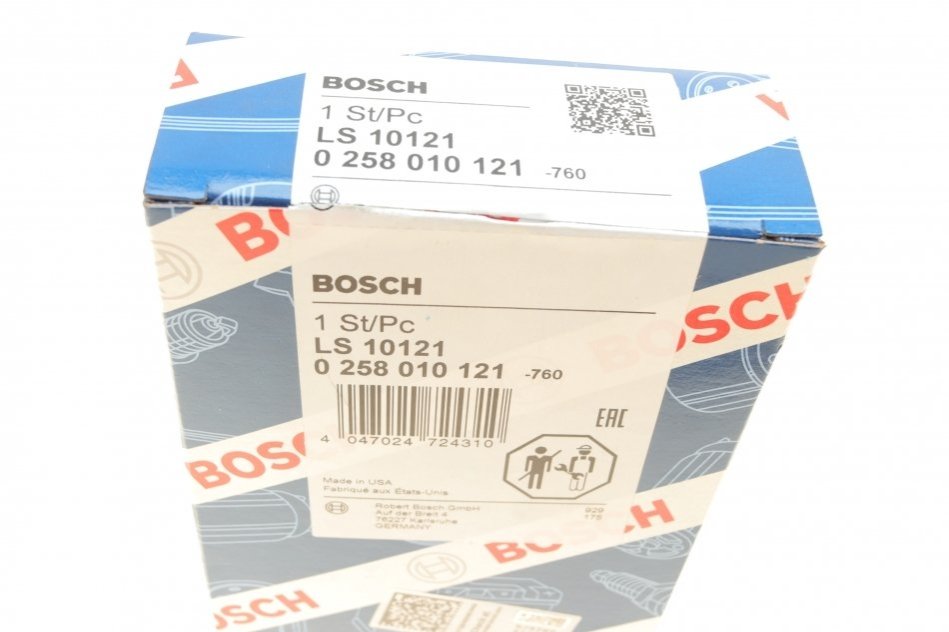 BOSCH
1 St/Pc
LS 10121
0 258 010 121 -760
BO
BOSCH
BOSCH
1 St/Pc
LS 10121
0 258 010 121 -760
4 047024 724310
EAC
BOSC
Made in USA
Fabriqué aux États-Unis
Robert Bosch GmbH
Auf der Breit 4
76227 Karlsruhe
GERMANY
929
175
BOSCH
BOSCH